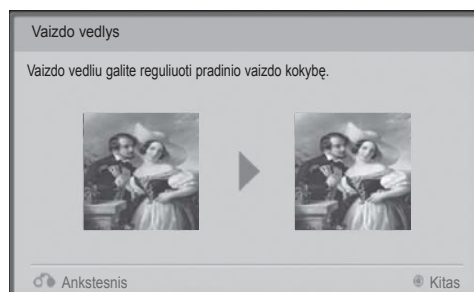 Vaizdo vedlys
Vaizdo vedliu galite reguliuoti pradinio vaizdo kokybę.
Ankstesnis
Kitas